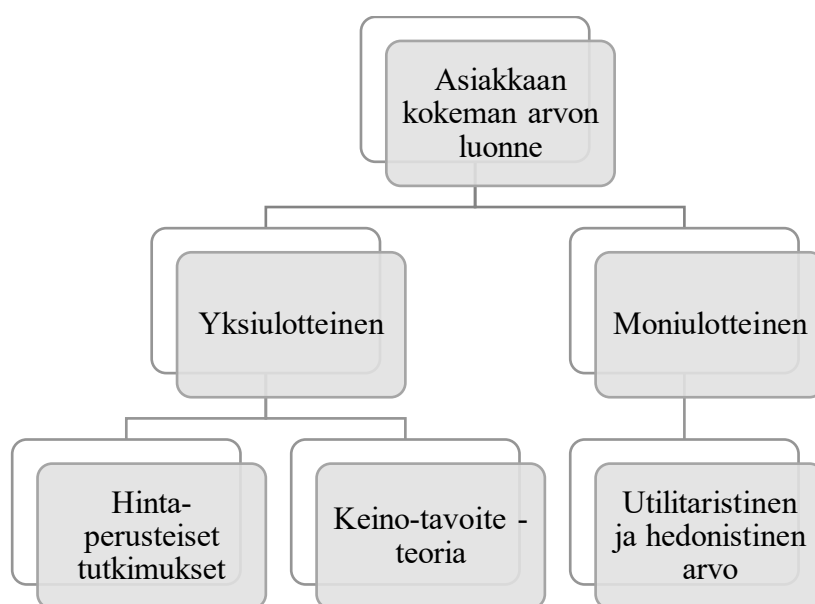 Asiakkaan
kokeman arvon
luonne
Yksiulotteinen
Moniulotteinen
Hinta-
perusteiset
tutkimukset
Keino-tavoite -
teoria
Utilitaristinen
ja hedonistinen
arvo